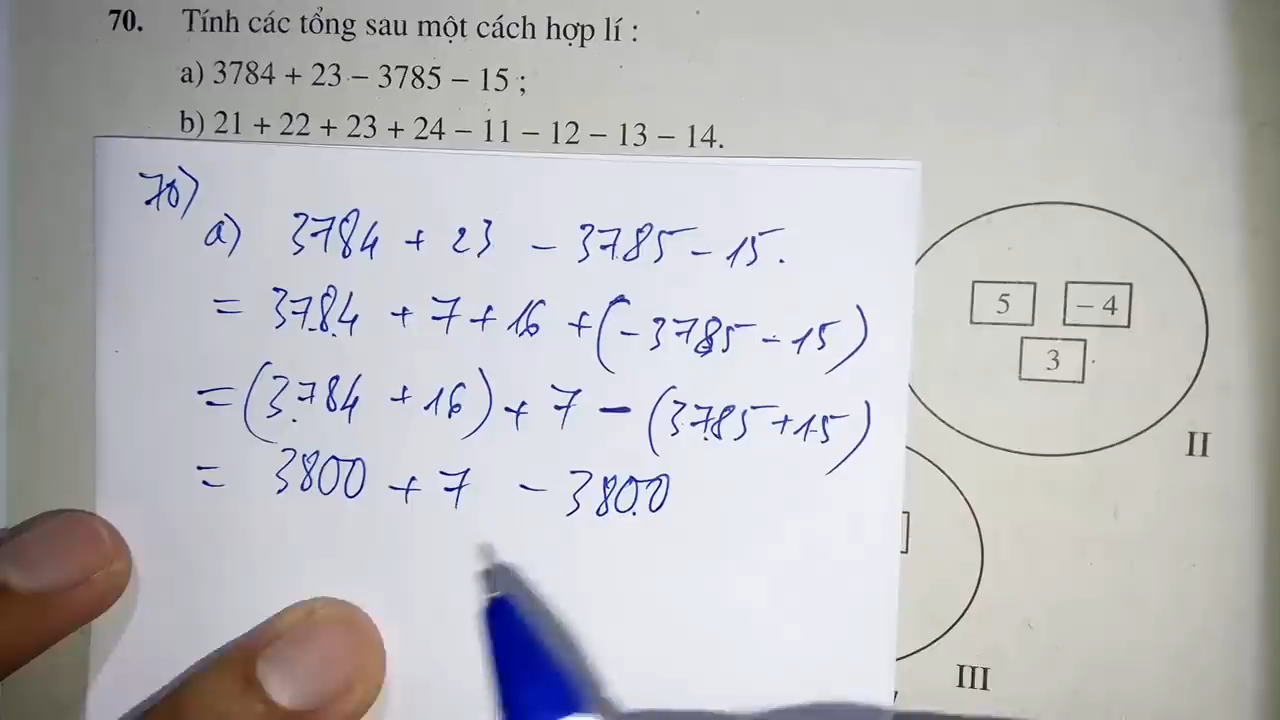 70. Tính các tổng sau một cách hợp lí :
a) 3784 + 23 – 3785 – 15 ;
b) 21 + 22 + 23 + 24 – 11 – 12 – 13 – 14.
70)
a) 3784 + 23 - 3785 - 15.
= 3784 + 7 + 16 + (-3785 - 15)
= (3784 + 16) + 7 - (3785 + 15)
= 3800 + 7 - 3800
5 – 4
3
II
III